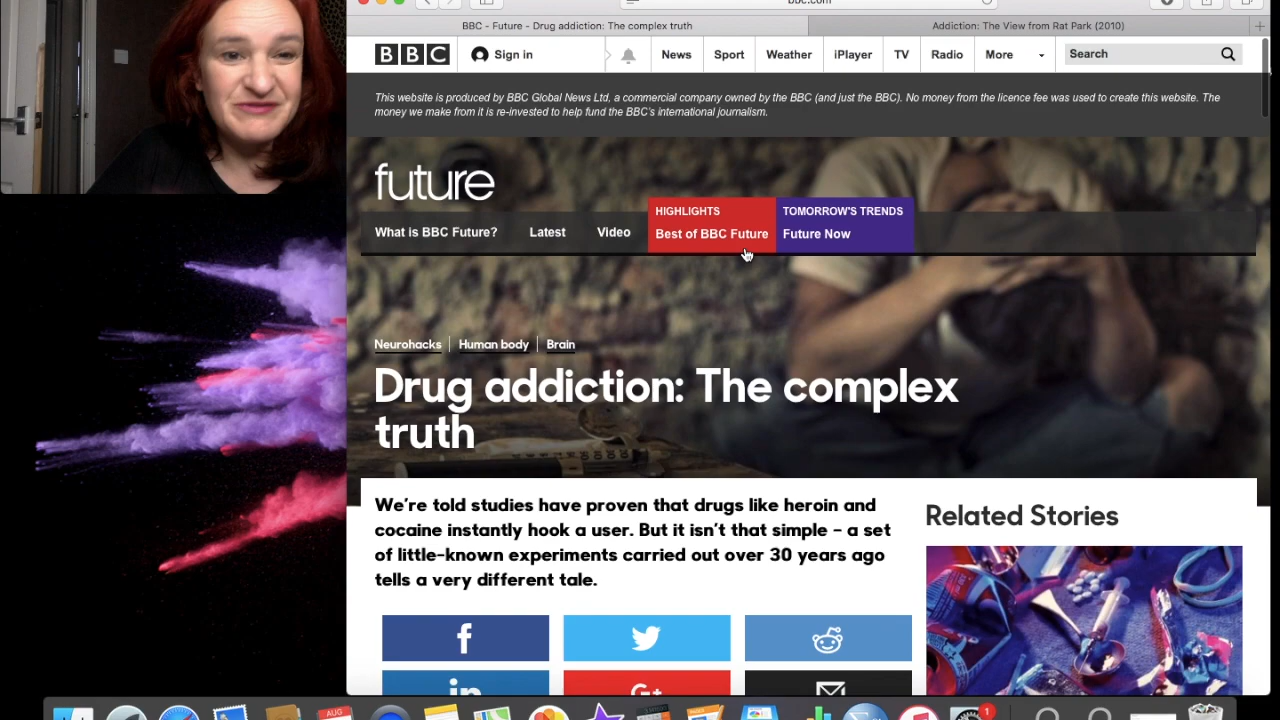 bbc.com
BBC - Future - Drug addiction: The complex truth
Addiction: The View from Rat Park (2010)
BBC
Sign in
News
Sport
Weather
iPlayer
TV
Radio
More
Search
This website is produced by BBC Global News Ltd, a commercial company owned by the BBC (and just the BBC). No money from the licence fee was used to create this website. The
money we make from it is re-invested to help fund the BBC's international journalism.
future
What is BBC Future?
Latest
Video
HIGHLIGHTS
Best of BBC Future
TOMORROW'S TRENDS
Future Now
Neurohacks
Human body
Brain
Drug addiction: The complex
truth
We're told studies have proven that drugs like heroin and
cocaine instantly hook a user. But it isn't that simple – a set
of little-known experiments carried out over 30 years ago
tells a very different tale.
Related Stories
f
in
G+
AUG
1